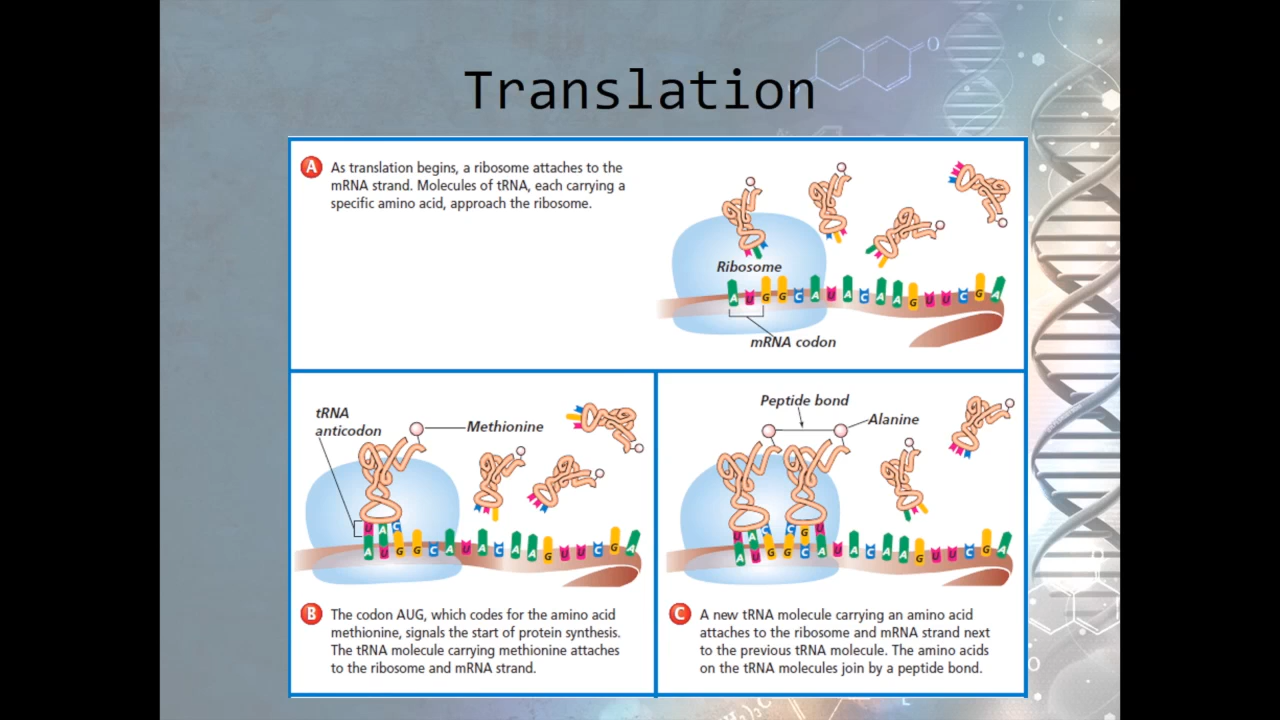 Translation
A As translation begins, a ribosome attaches to the
mRNA strand. Molecules of tRNA, each carrying a
specific amino acid, approach the ribosome.
Ribosome
A U G G C A U A C A A G U U C G A
mRNA codon
tRNA
anticodon
Methionine
U A C
A U G G C A U A C A A G U U C G A
B The codon AUG, which codes for the amino acid
methionine, signals the start of protein synthesis.
The tRNA molecule carrying methionine attaches
to the ribosome and mRNA strand.
Peptide bond
Alanine
U A C C G U
A U G G C A U A C A A G U U C G A
C A new tRNA molecule carrying an amino acid
attaches to the ribosome and mRNA strand next
to the previous tRNA molecule. The amino acids
on the tRNA molecules join by a peptide bond.
O
O